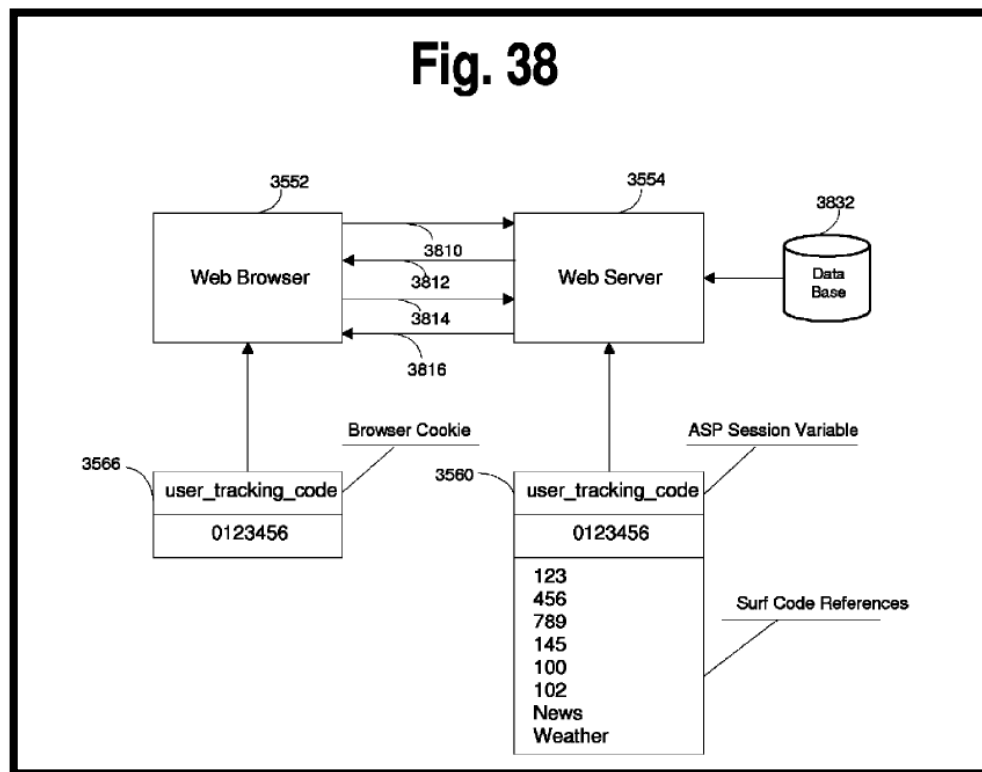 Fig. 38
3552
3554
3832
3810
3812
3814
3816
Web Browser
Web Server
Data
Base
Browser Cookie
ASP Session Variable
3566
user_tracking_code
0123456
3560
user_tracking_code
0123456
123
456
789
145
100
102
News
Weather
Surf Code References